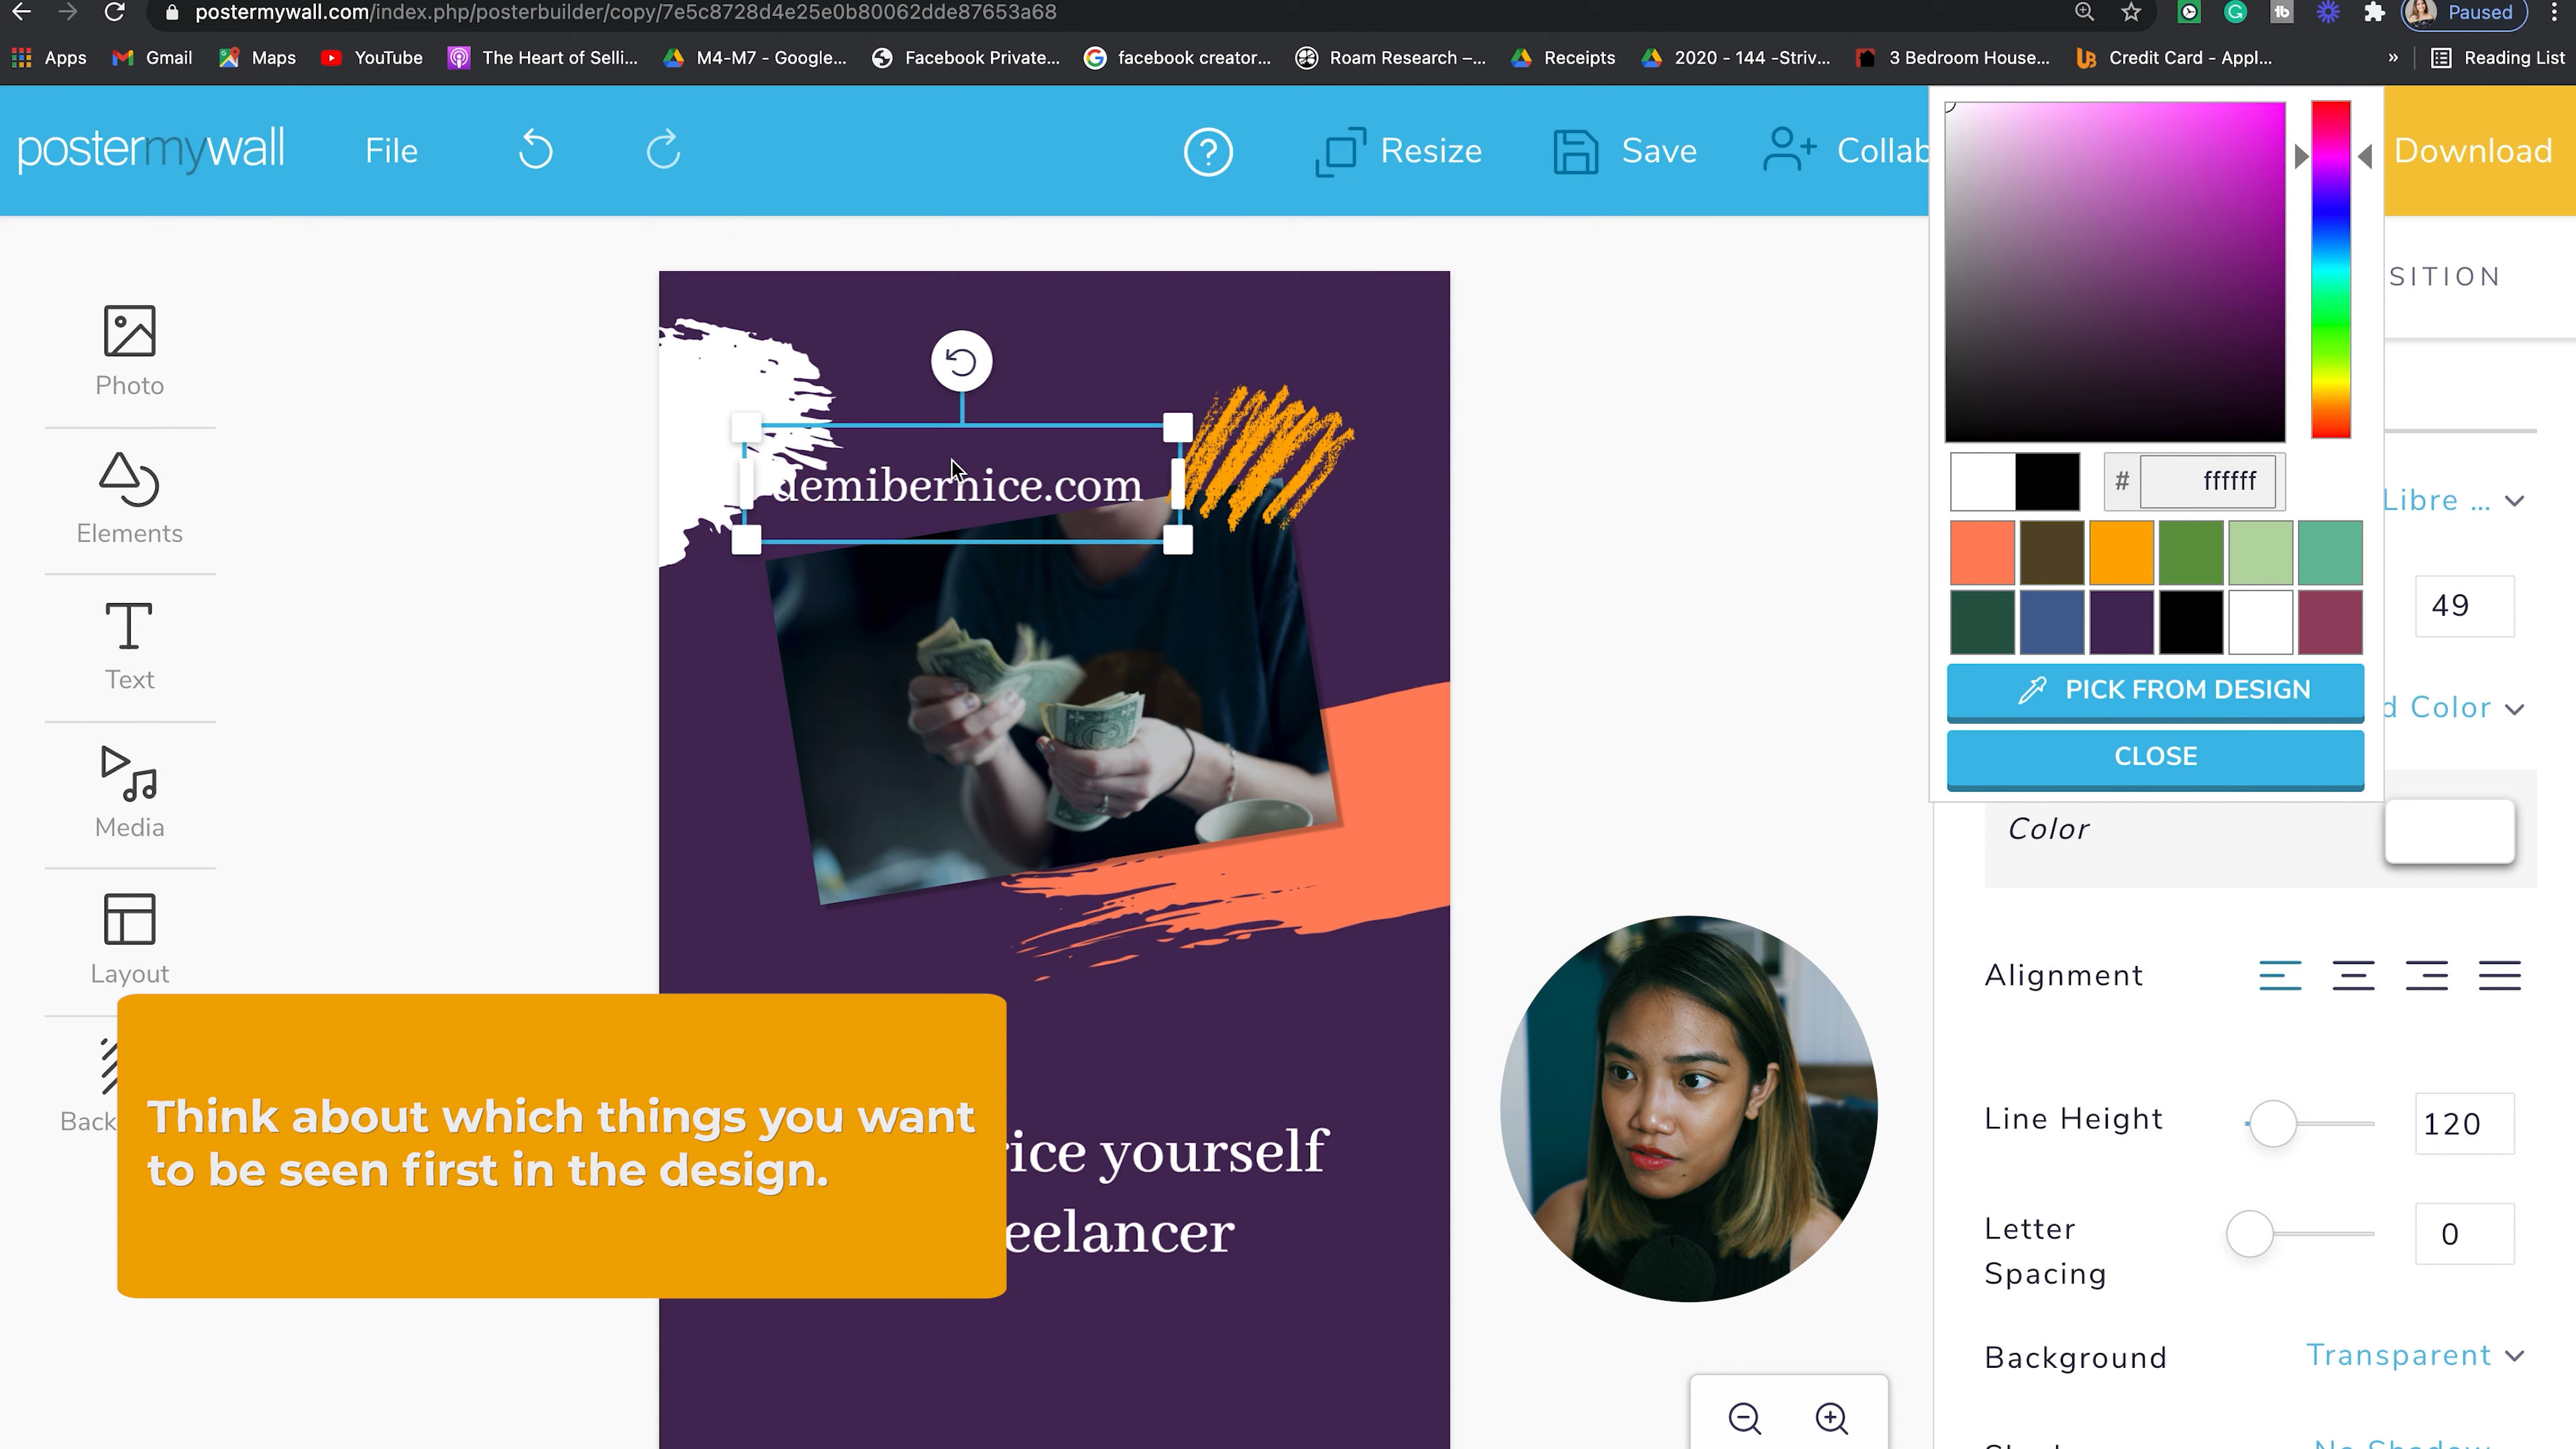 postermywall.com/index.php/posterbuilder/copy/7e5c8728d4e25e0b80062dde87653a68
Paused
Apps
Gmail
Maps
YouTube
The Heart of Selli...
M4-M7 - Google...
Facebook Private...
facebook creator...
Roam Research –...
Receipts
2020 - 144 -Striv...
3 Bedroom House...
Credit Card - Appl...
»
Reading List
postermywall
File
Resize
Save
Collab
Download
SITION
Photo
Elements
Text
Media
Layout
Back
demibernice.com
# ffffff
Libre ...
49
PICK FROM DESIGN
d Color
CLOSE
Color
Alignment
Line Height
120
Letter
Spacing
0
Background
Transparent
No Shadow
Think about which things you want
to be seen first in the design.
rice yourself
eelancer